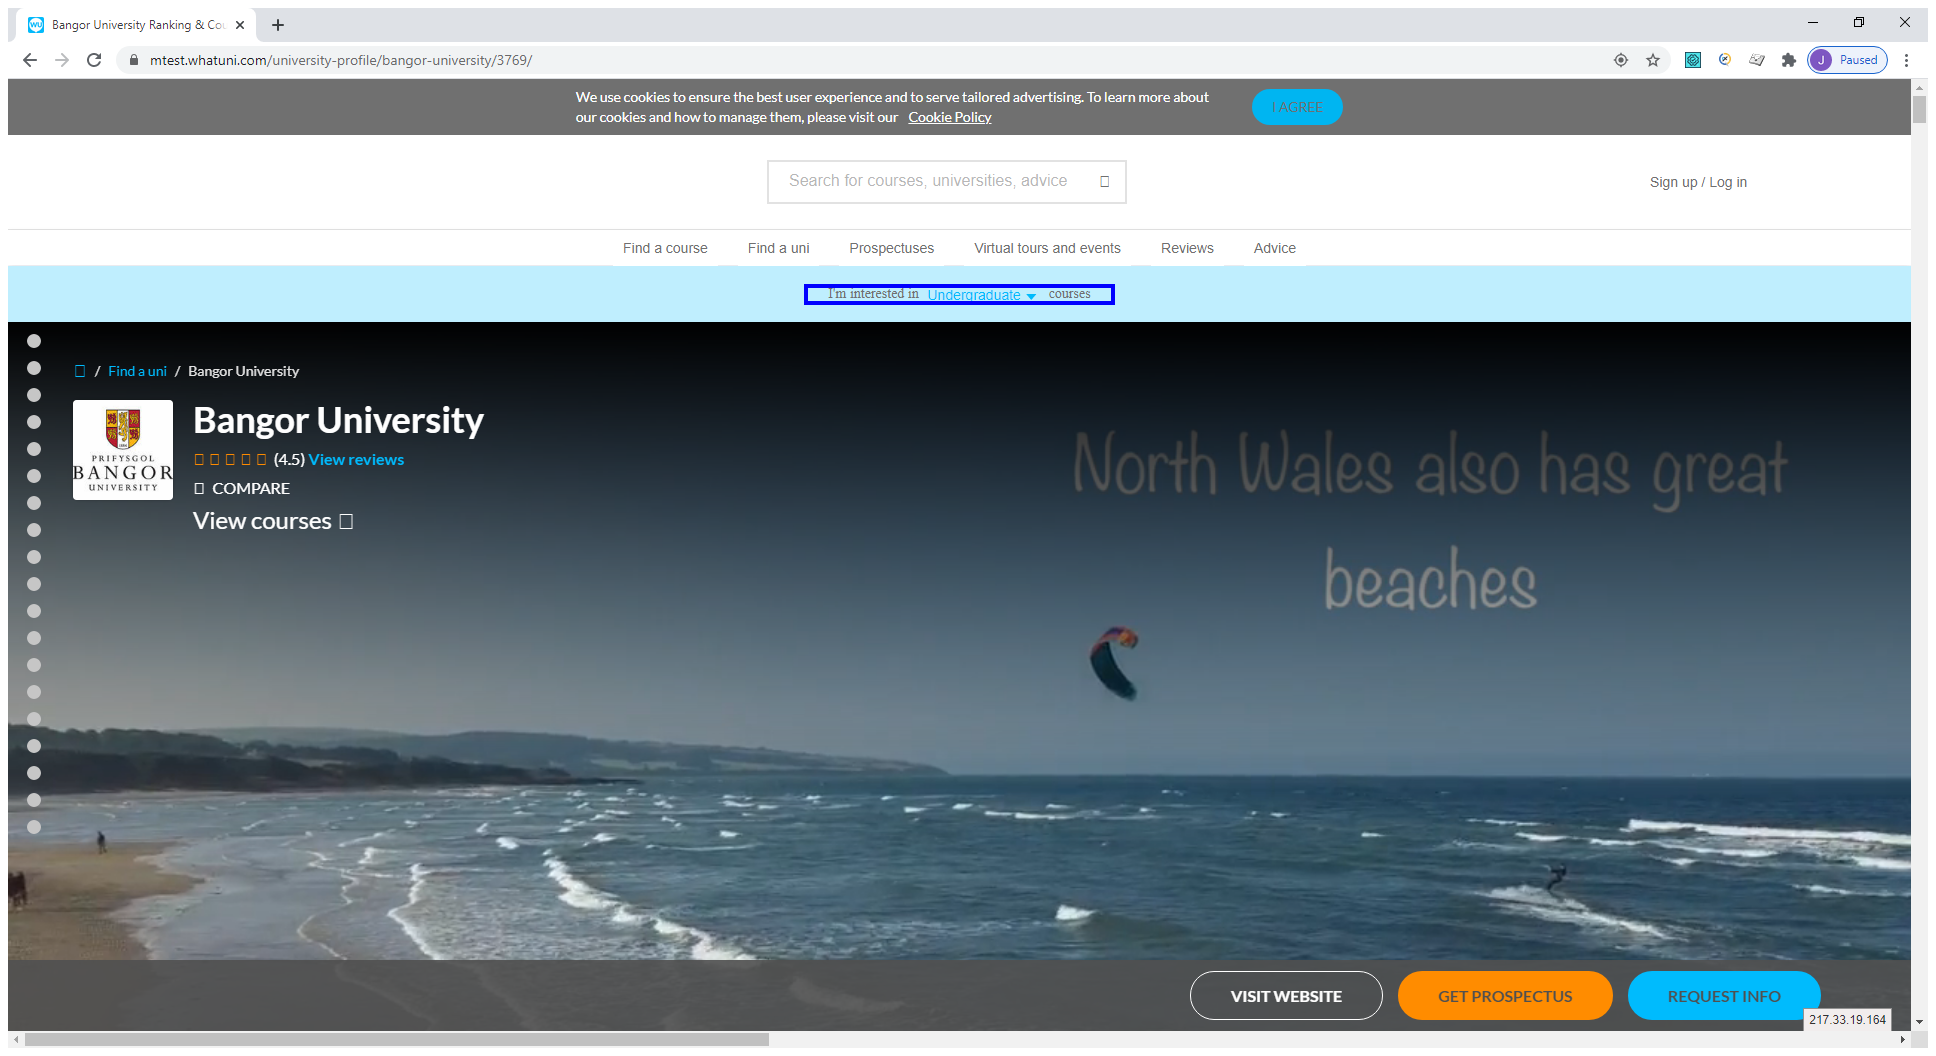 Bangor University Ranking & Cou
mtest.whatuni.com/university-profile/bangor-university/3769/
J Paused
We use cookies to ensure the best user experience and to serve tailored advertising. To learn more about
our cookies and how to manage them, please visit our Cookie Policy
I AGREE
Search for courses, universities, advice
Sign up / Log in
Find a course Find a uni Prospectuses Virtual tours and events Reviews Advice
I'm interested in Undergraduate courses
/ Find a uni / Bangor University
PRIFYSGOL
BANGOR
UNIVERSITY
Bangor University
(4.5) View reviews
COMPARE
View courses
North Wales also has great
beaches
VISIT WEBSITE GET PROSPECTUS REQUEST INFO
217.33.19.164